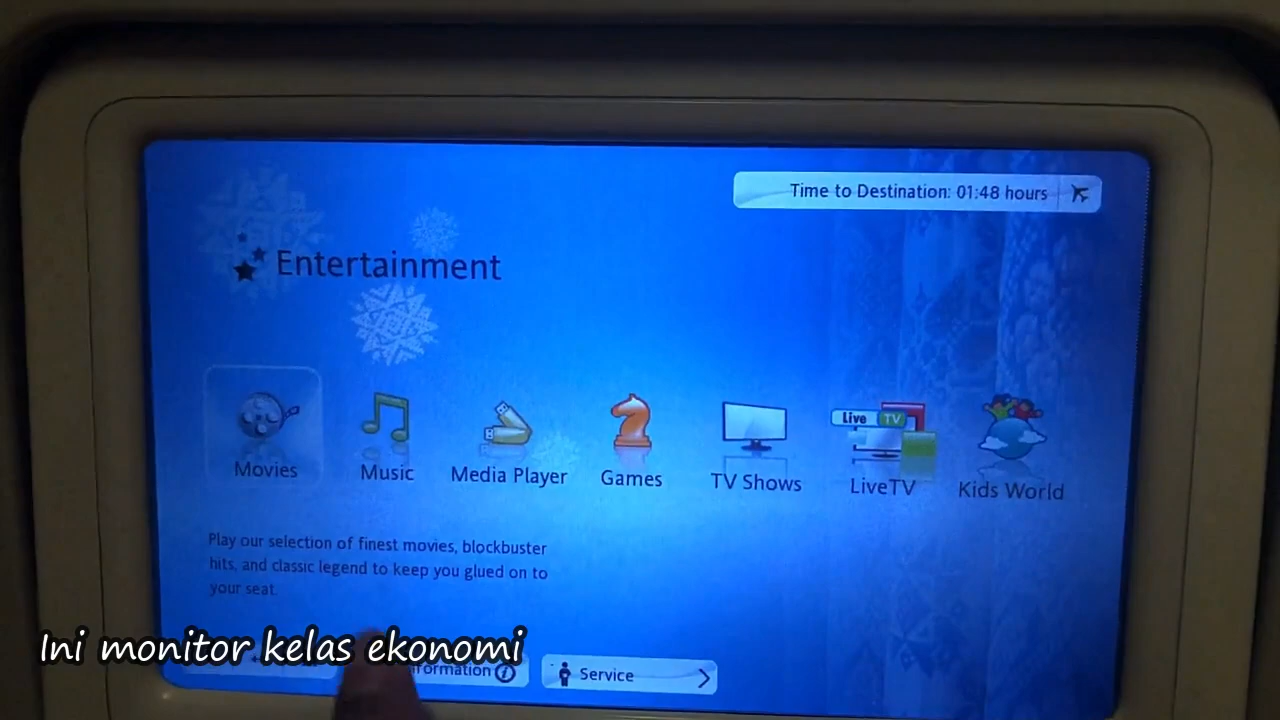 Time to Destination: 01:48 hours
Entertainment
Movies
Music
Media Player
Games
TV Shows
Live TV
LiveTV
Kids World
Play our selection of finest movies, blockbuster
hits, and classic legend to keep you glued on to
your seat.
Ini monitor kelas ekonomi
Service